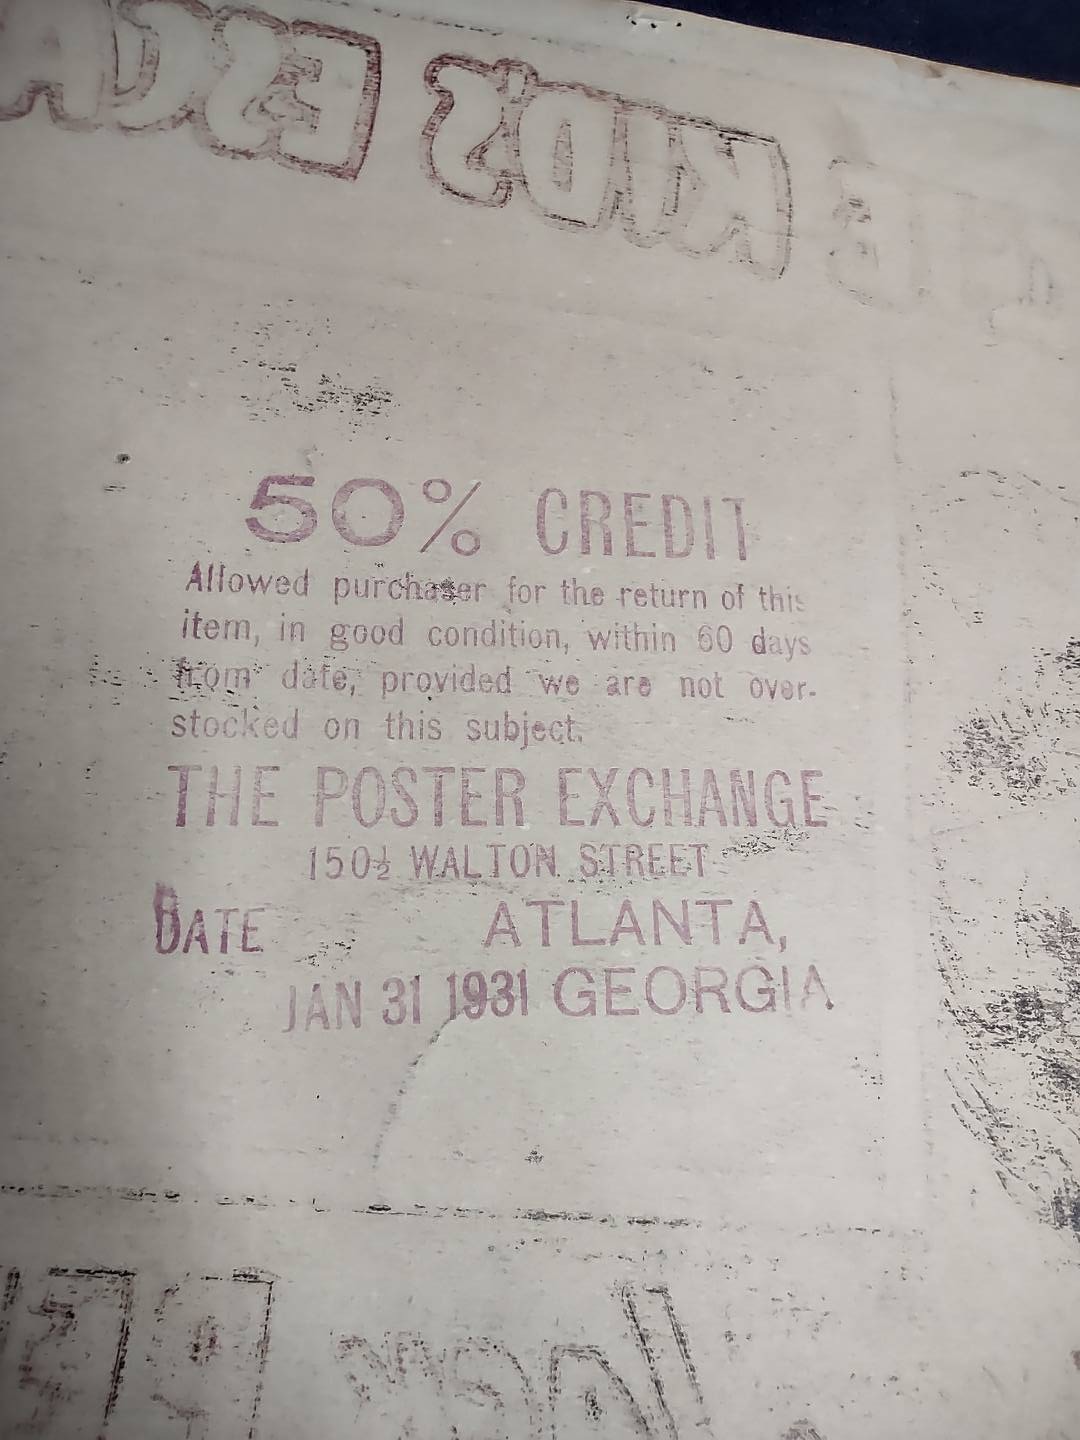 KID'S
50% CREDIT
Allowed purchaser for the return of this
item, in good condition, within 60 days
from date, provided we are not over-
stocked on this subject.
THE POSTER EXCHANGE
150½ WALTON STREET
DATE ATLANTA,
JAN 31 1931 GEORGIA